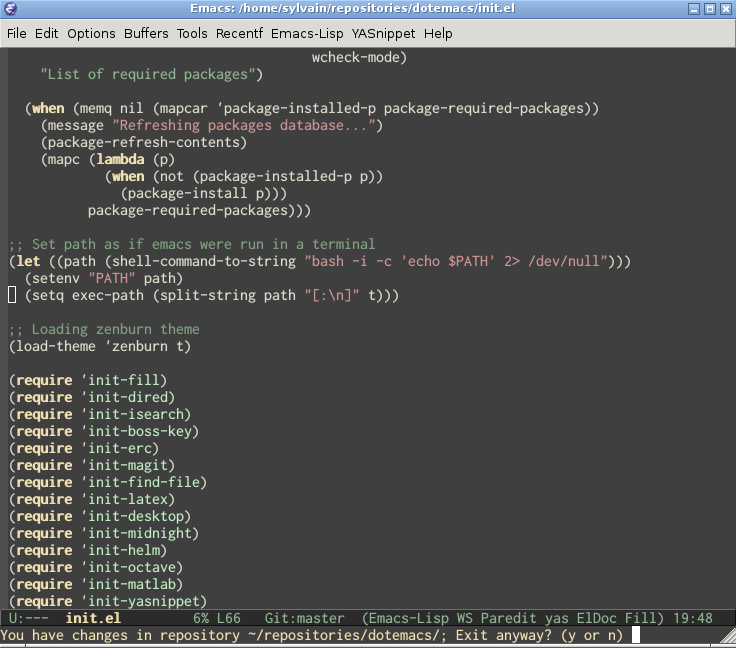 Emacs: /home/sylvain/repositories/dotemacs/init.el
File Edit Options Buffers Tools Recentf Emacs-Lisp YASnippet Help
wcheck-mode)
"List of required packages")
(when (memq nil (mapcar 'package-installed-p package-required-packages))
(message "Refreshing packages database...")
(package-refresh-contents)
(mapc (lambda (p)
(when (not (package-installed-p p))
(package-install p)))
package-required-packages)))
;; Set path as if emacs were run in a terminal
(let ((path (shell-command-to-string "bash -i -c 'echo $PATH' 2> /dev/null")))
(setenv "PATH" path)
(setq exec-path (split-string path "[:\n]" t)))
;; Loading zenburn theme
(load-theme 'zenburn t)
(require 'init-fill)
(require 'init-dired)
(require 'init-isearch)
(require 'init-boss-key)
(require 'init-erc)
(require 'init-magit)
(require 'init-find-file)
(require 'init-latex)
(require 'init-desktop)
(require 'init-midnight)
(require 'init-helm)
(require 'init-octave)
(require 'init-matlab)
(require 'init-yasnippet)
U:--- init.el 6% L66 Git:master (Emacs-Lisp WS Paredit yas ElDoc Fill) 19:48
You have changes in repository ~/repositories/dotemacs/; Exit anyway? (y or n)